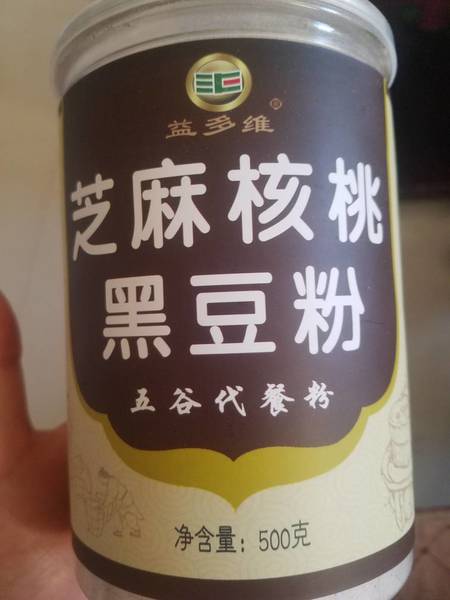 益多维
芝麻核桃
黑豆粉
五谷代餐粉
净含量：500克